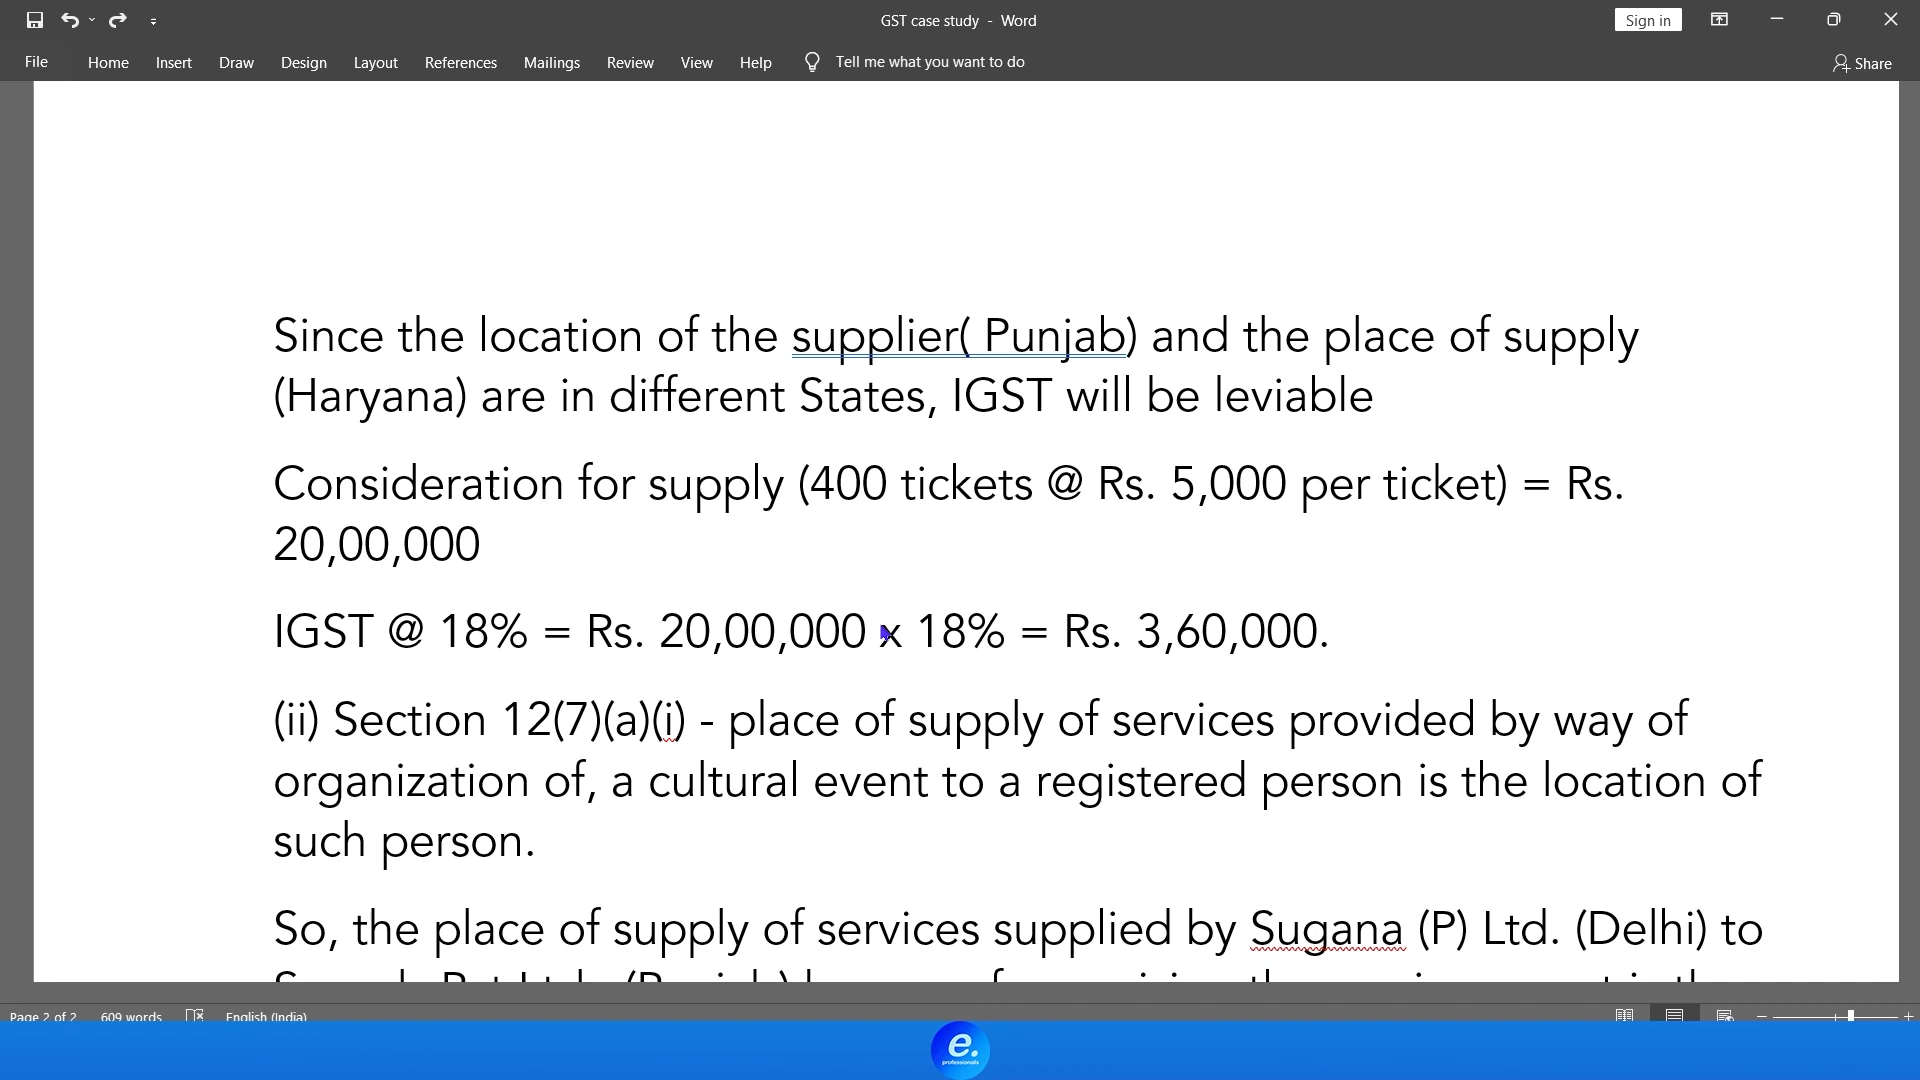 GST case study - Word
Sign in
File Home Insert Draw Design Layout References Mailings Review View Help Tell me what you want to do Share
Since the location of the supplier( Punjab) and the place of supply
(Haryana) are in different States, IGST will be leviable
Consideration for supply (400 tickets @ Rs. 5,000 per ticket) = Rs.
20,00,000
IGST @ 18% = Rs. 20,00,000 x 18% = Rs. 3,60,000.
(ii) Section 12(7)(a)(i) - place of supply of services provided by way of
organization of, a cultural event to a registered person is the location of
such person.
So, the place of supply of services supplied by Sugana (P) Ltd. (Delhi) to
Page 2 of 2 609 words English (India)
e.
professionals